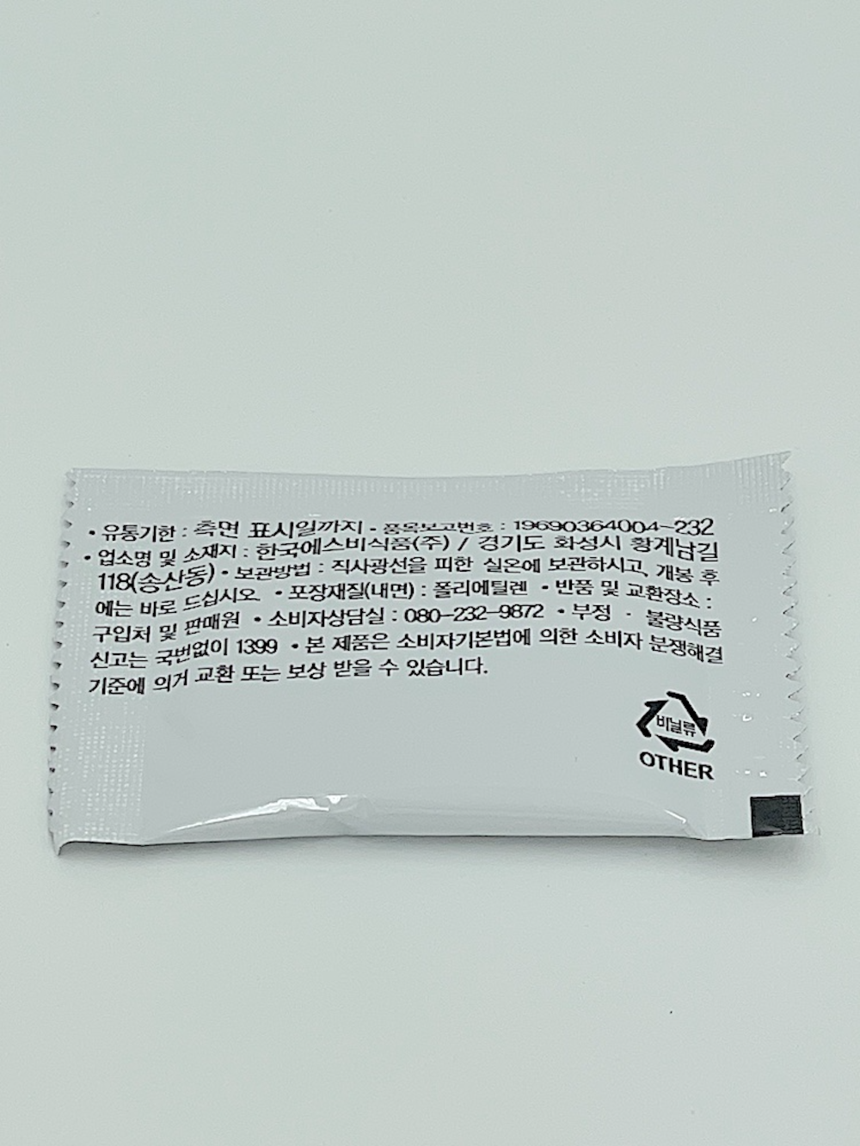 • 유통기한 : 측면 표시일까지 • 품목보고번호 : 19690364004-232
• 업소명 및 소재지 : 한국에스비식품(주) / 경기도 화성시 황계남길
118(송산동) • 보관방법 : 직사광선을 피한 실온에 보관하시고, 개봉 후
에는 바로 드십시오. • 포장재질(내면) : 폴리에틸렌 • 반품 및 교환장소 :
구입처 및 판매원 • 소비자상담실 : 080-232-9872 • 부정 · 불량식품
신고는 국번없이 1399 • 본 제품은 소비자기본법에 의한 소비자 분쟁해결
기준에 의거 교환 또는 보상 받을 수 있습니다.
비닐류
OTHER